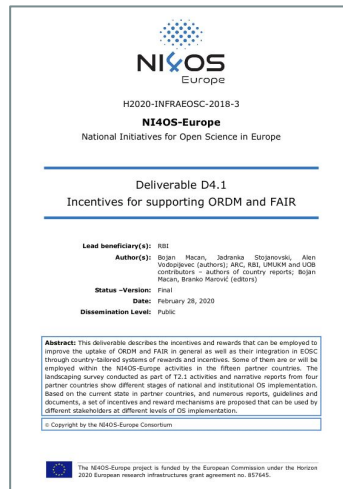 NI4OS
Europe
H2020-INFRAEOSC-2018-3
NI4OS-Europe
National Initiatives for Open Science in Europe
Deliverable D4.1
Incentives for supporting ORDM and FAIR
Lead beneficiary(s): RBI
Author(s): Bojan Macan, Jadranka Stojanovski, Alen
Vodopijevec (authors); ARC, RBI, UMUKM and UOB
contributors – authors of country reports; Bojan
Macan, Branko Marović (editors)
Status –Version: Final
Date: February 28, 2020
Dissemination Level: Public
Abstract: This deliverable describes the incentives and rewards that can be employed to
improve the uptake of ORDM and FAIR in general as well as their integration in EOSC
through country-tailored systems of rewards and incentives. Some of them are or will be
employed within the NI4OS-Europe activities in the fifteen partner countries. The
landscaping survey conducted as part of T2.1 activities and narrative reports from four
partner countries show different stages of national and institutional OS implementation.
Based on the current state in partner countries, and numerous reports, guidelines and
documents, a set of incentives and reward mechanisms are proposed that can be used by
different stakeholders at different levels of OS implementation.
© Copyright by the NI4OS-Europe Consortium
The NI4OS-Europe project is funded by the European Commission under the Horizon
2020 European research infrastructures grant agreement no. 857645.